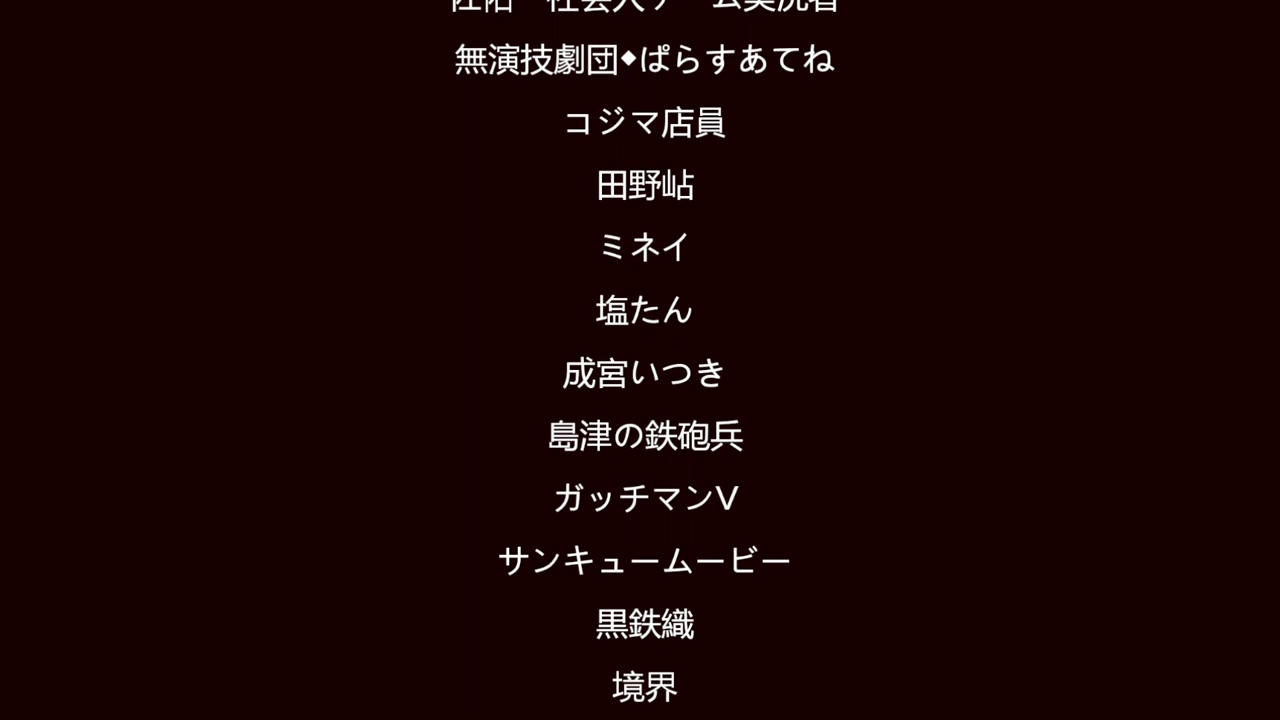 無演技劇団◆ぱらすあてね
コジマ店員
田野岾
ミネイ
塩たん
成宮いつき
島津の鉄砲兵
ガッチマンV
サンキュームービー
黒鉄織
境界